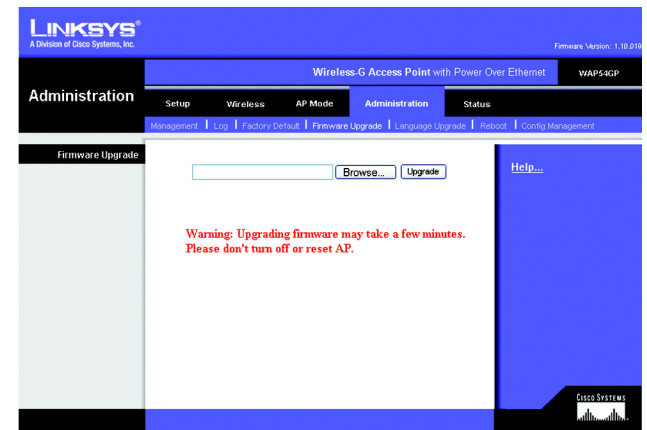 LINKSYS®
A Division of Cisco Systems, Inc.
Firmware Version: 1.10.019
Wireless-G Access Point with Power Over Ethernet WAP54GP
Administration
Setup Wireless AP Mode Administration Status
Management | Log | Factory Default | Firmware Upgrade | Language Upgrade | Reboot | Config Management
Firmware Upgrade
Browse... Upgrade
Help...
Warning: Upgrading firmware may take a few minutes.
Please don't turn off or reset AP.
CISCO SYSTEMS